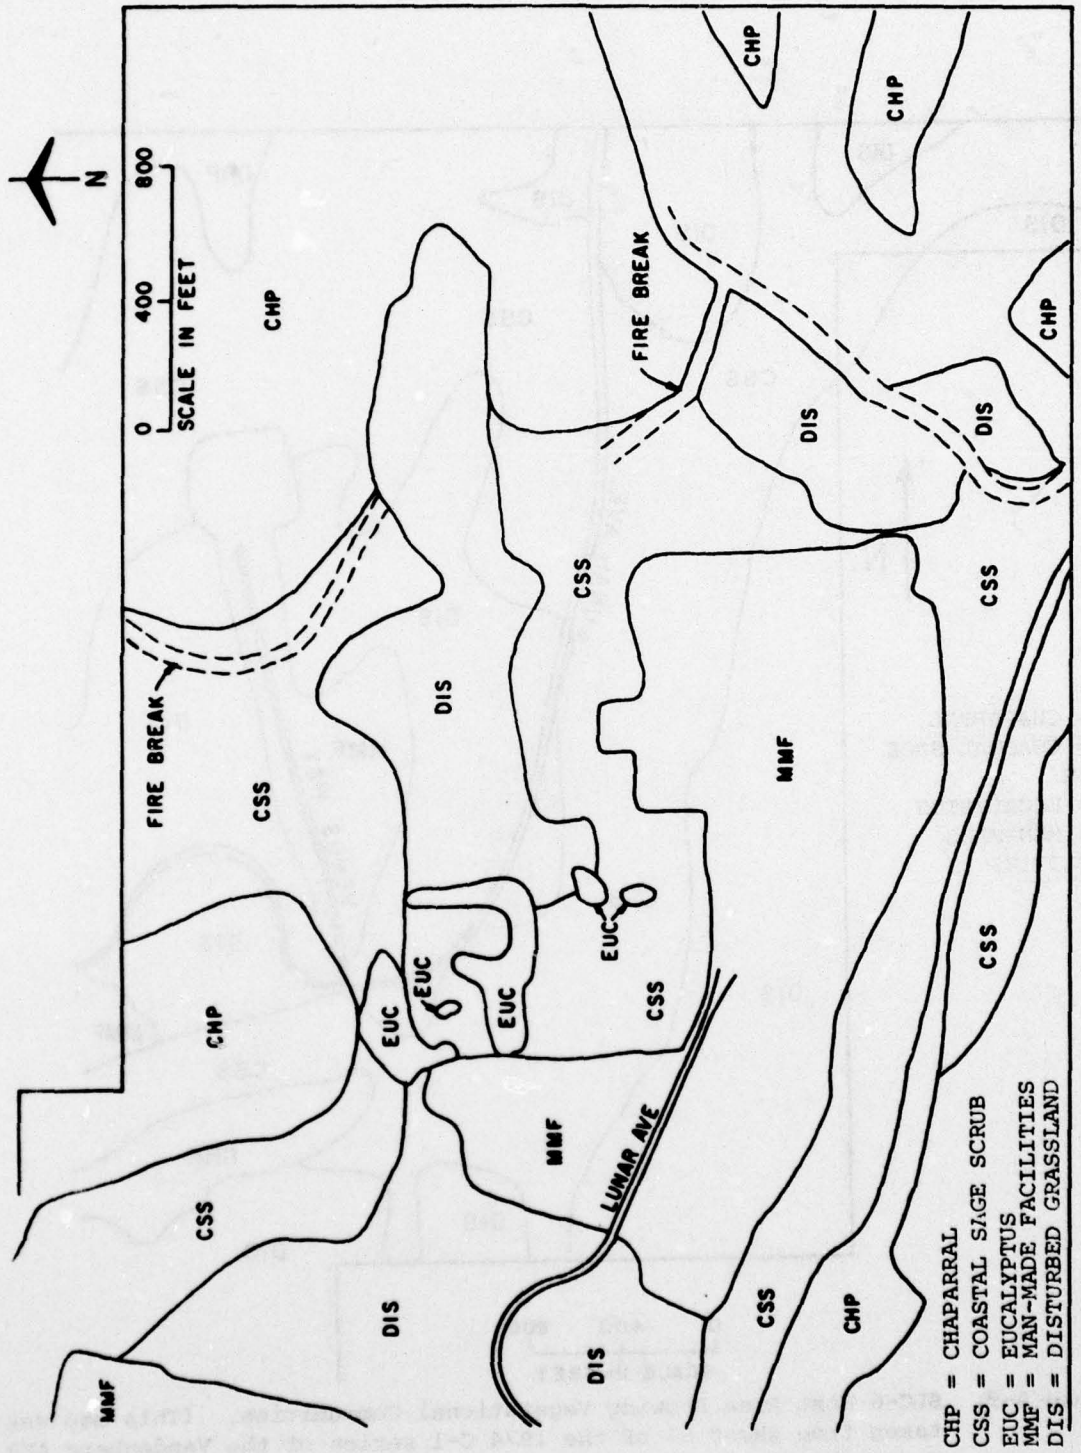 N
0 400 800
SCALE IN FEET
CHP
CHP
CHP
CHP
FIRE BREAK
FIRE BREAK
CHP
CSS
CSS
CSS
CSS
CSS
CSS
CSS
DIS
DIS
DIS
DIS
DIS
MMF
MMF
MMF
EUC
EUC
EUC
EUC
LUNAR AVE
CHP
CHP = CHAPARRAL
CSS = COASTAL SAGE SCRUB
EUC = EUCALYPTUS
MMF = MAN-MADE FACILITIES
DIS = DISTURBED GRASSLAND